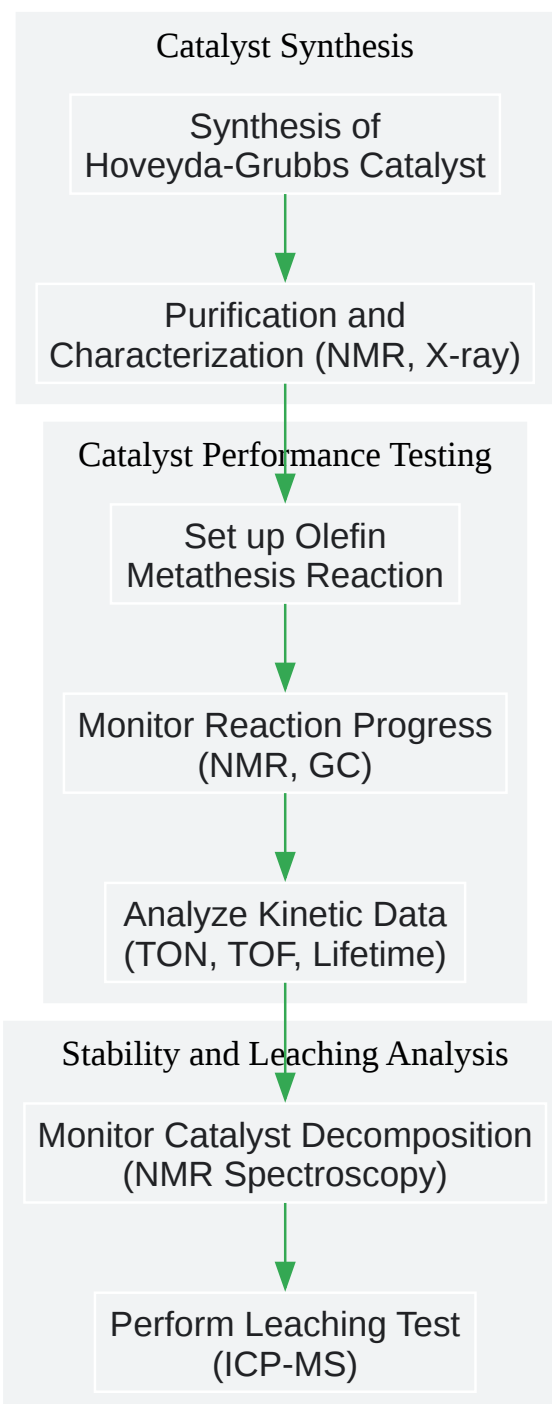 Catalyst Synthesis
Synthesis of
Hoveyda-Grubbs Catalyst
Purification and
Characterization (NMR, X-ray)
Catalyst Performance Testing
Set up Olefin
Metathesis Reaction
Monitor Reaction Progress
(NMR, GC)
Analyze Kinetic Data
(TON, TOF, Lifetime)
Stability and Leaching Analysis
Monitor Catalyst Decomposition
(NMR Spectroscopy)
Perform Leaching Test
(ICP-MS)